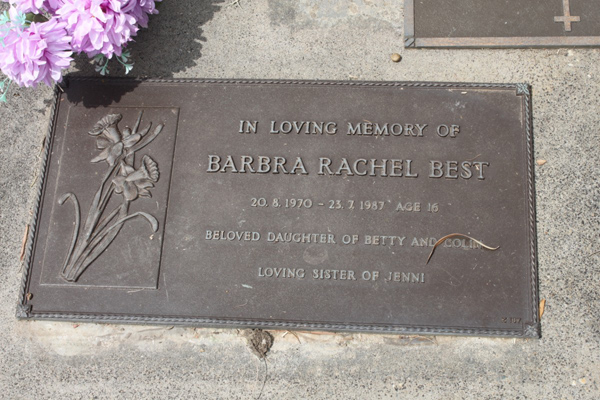 IN LOVING MEMORY OF
BARBRA RACHEL BEST
20.8.1970 - 23.7.1987 AGE 16
BELOVED DAUGHTER OF BETTY AND COLIN
LOVING SISTER OF JENNI